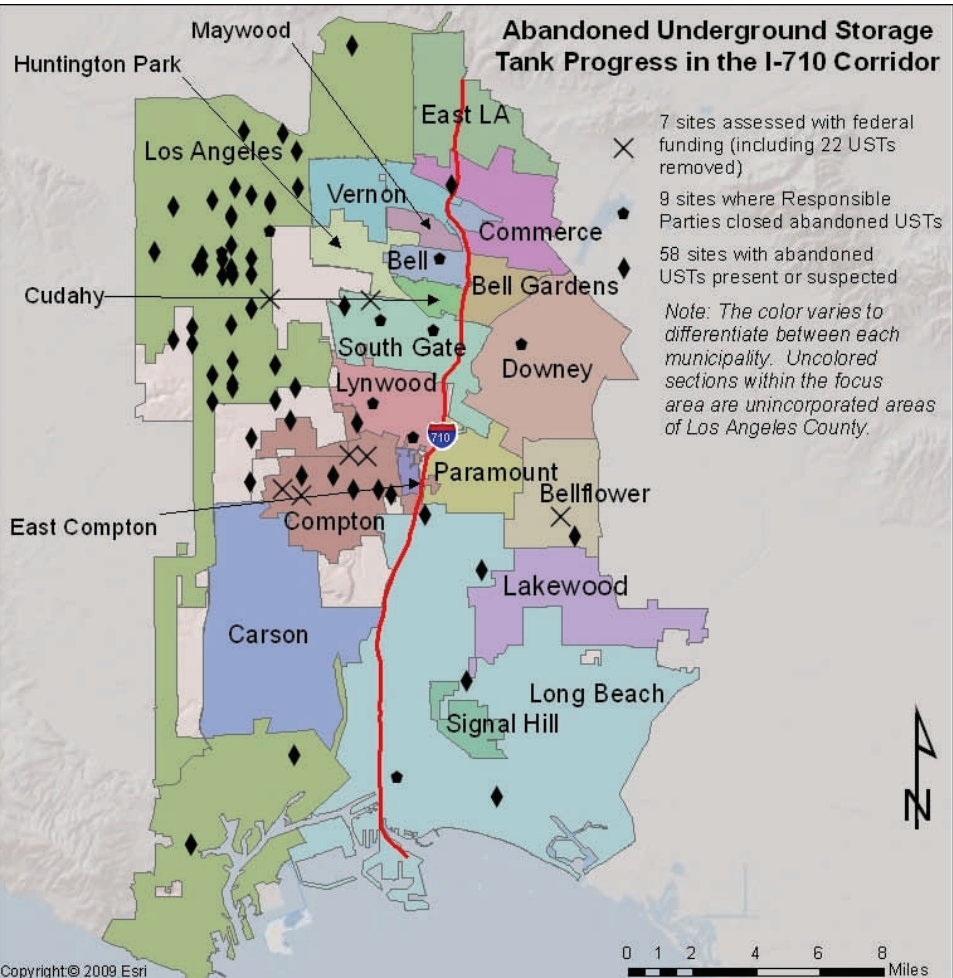 Abandoned Underground Storage
Tank Progress in the I-710 Corridor
Maywood
Huntington Park
East LA
7 sites assessed with federal
funding (including 22 USTs
removed)
Los Angeles
Vernon
9 sites where Responsible
Parties closed abandoned USTs
Commerce
Bell
58 sites with abandoned
USTs present or suspected
Cudahy
Bell Gardens
Note: The color varies to
differentiate between each
municipality. Uncolored
sections within the focus
area are unincorporated areas
of Los Angeles County.
South Gate
Downey
Lynwood
710
Paramount
Bellflower
East Compton
Compton
Lakewood
Carson
Long Beach
Signal Hill
N
0 1 2 4 6 8
Miles
Copyright:© 2009 Esri